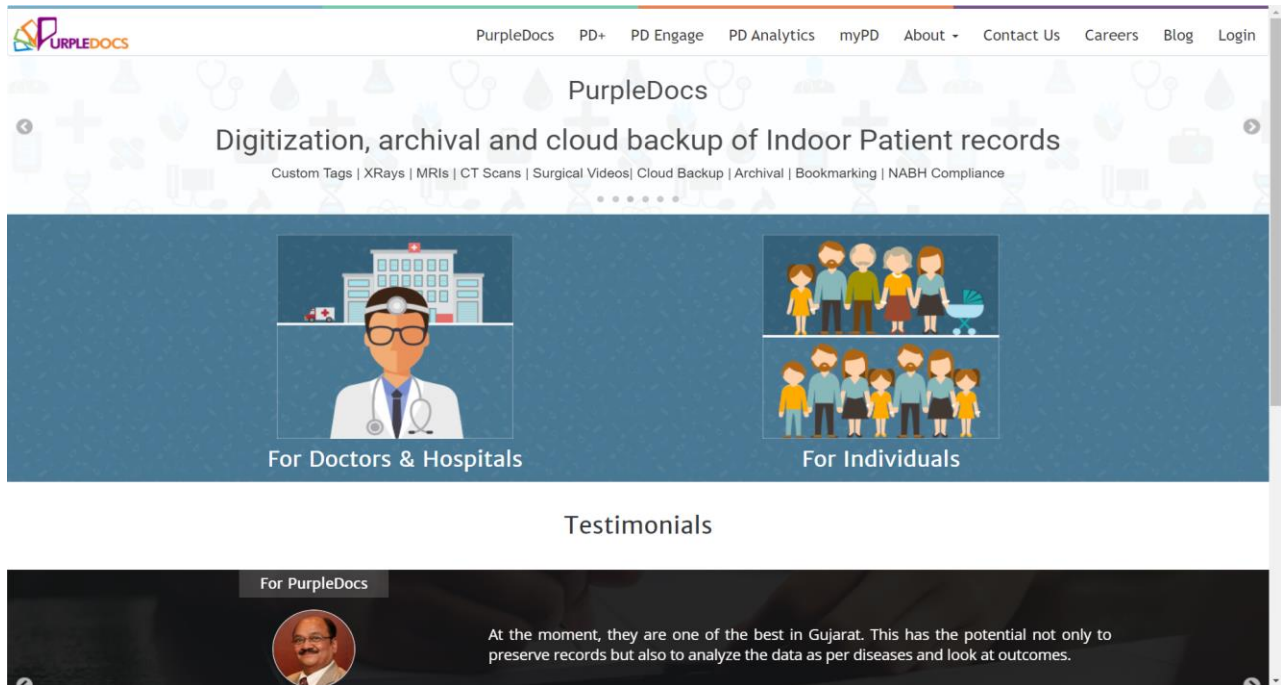 PURPLEDOCS
PurpleDocs PD+ PD Engage PD Analytics myPD About Contact Us Careers Blog Login
PurpleDocs
Digitization, archival and cloud backup of Indoor Patient records
Custom Tags | XRays | MRIs | CT Scans | Surgical Videos| Cloud Backup | Archival | Bookmarking | NABH Compliance
For Doctors & Hospitals
For Individuals
Testimonials
For PurpleDocs
At the moment, they are one of the best in Gujarat. This has the potential not only to
preserve records but also to analyze the data as per diseases and look at outcomes.